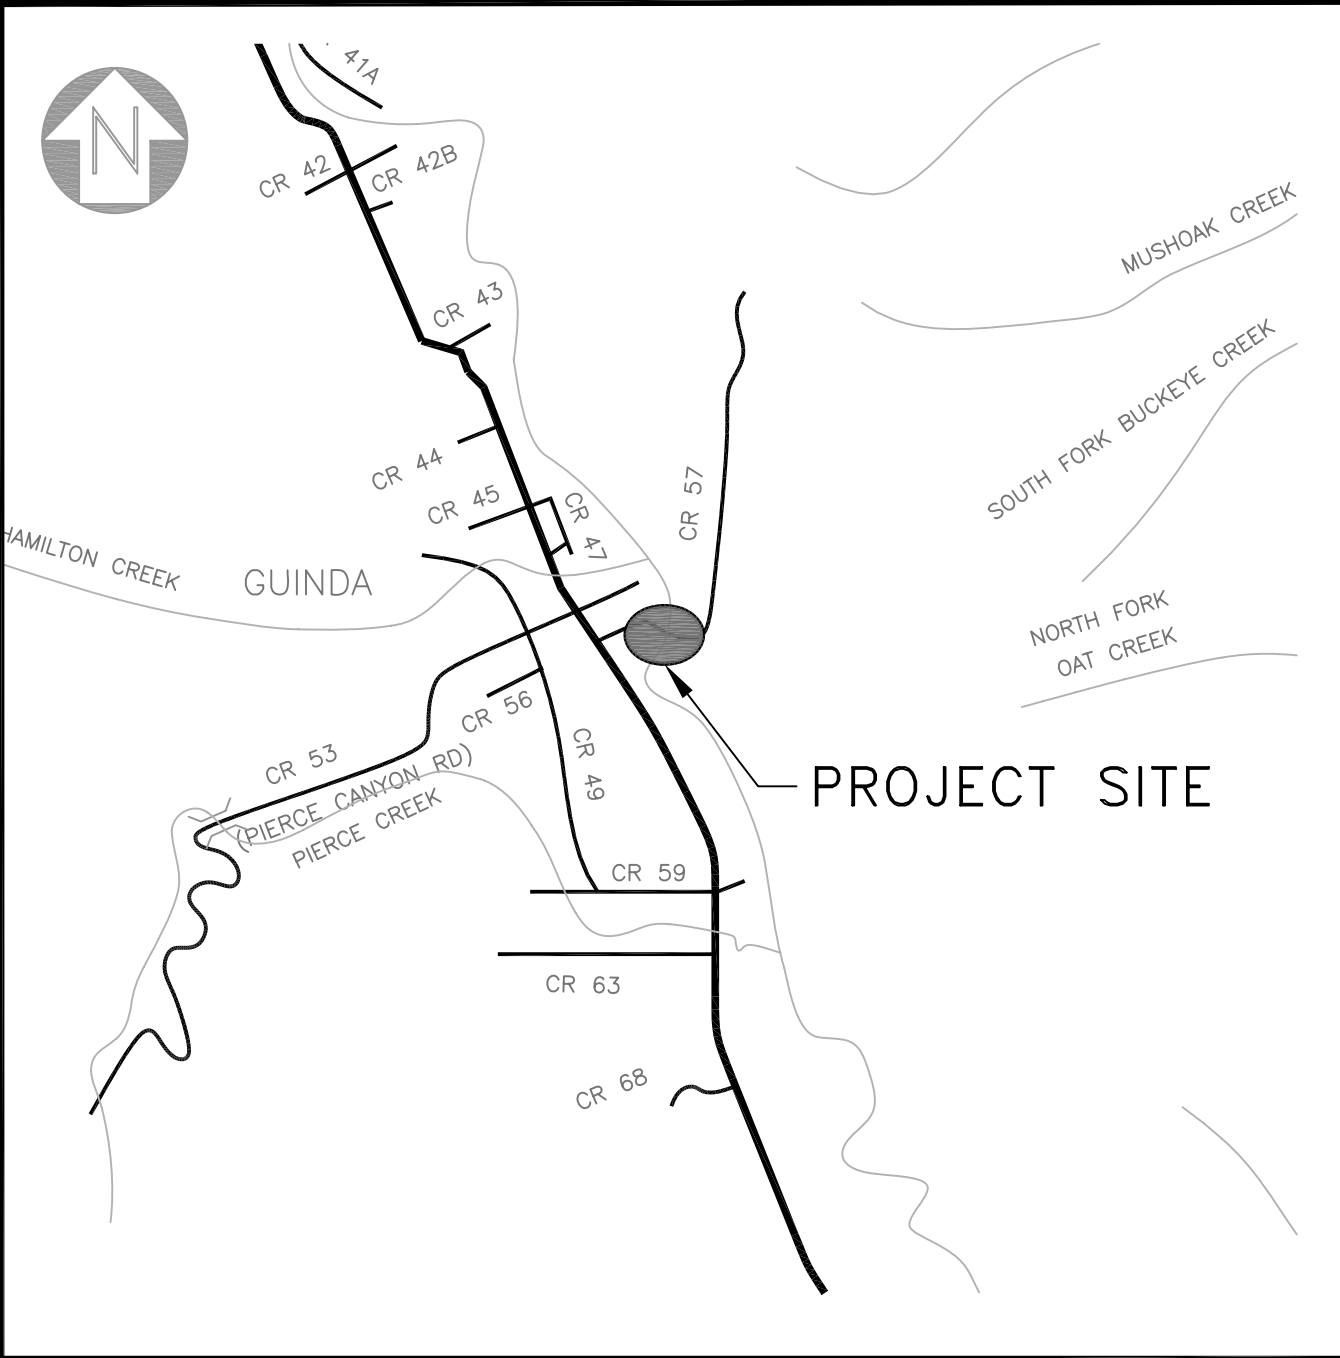 41A
N
CR 42
CR 42B
MUSHOAK CREEK
CR 43
SOUTH FORK BUCKEYE CREEK
CR 44
CR 45
CR 47
CR 57
HAMILTON CREEK
GUINDA
NORTH FORK
OAT CREEK
CR 56
CR 49
CR 53
(PIERCE CANYON RD)
PIERCE CREEK
PROJECT SITE
CR 59
CR 63
CR 68